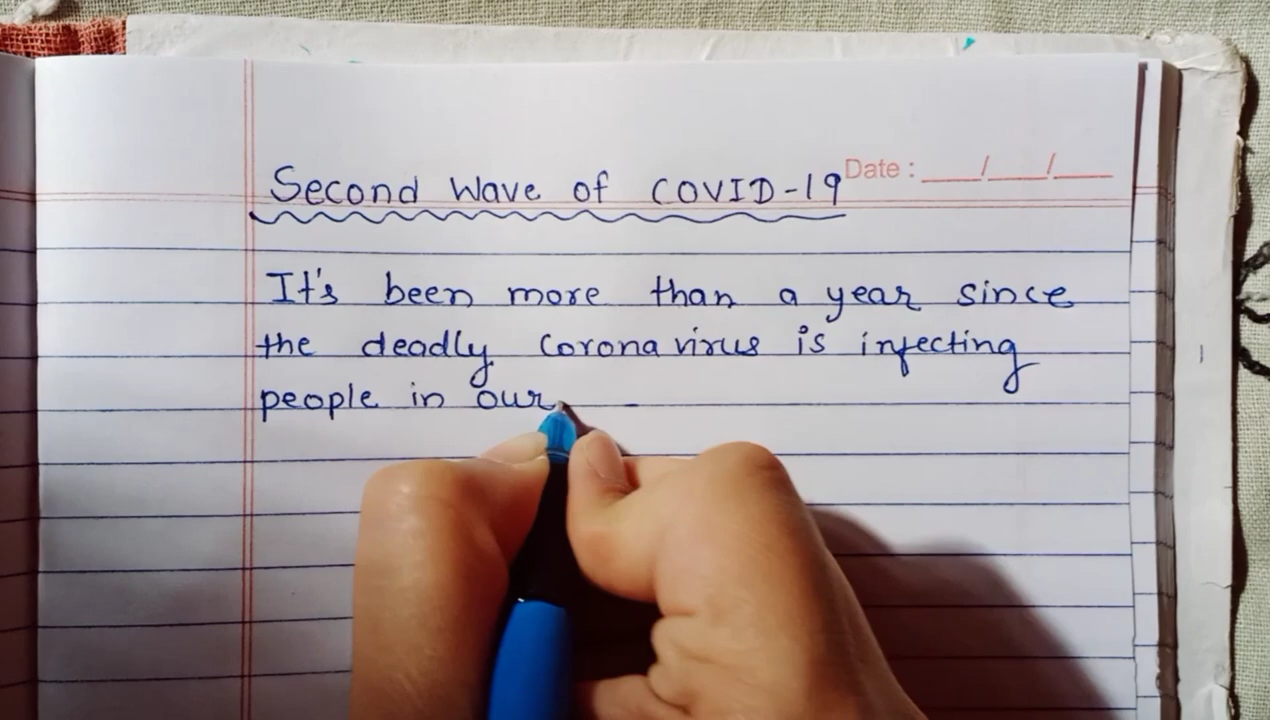 Second Wave of COVID-19
Date : ___/___/___
It's been more than a year since
the deadly Corona virus is infecting
people in our